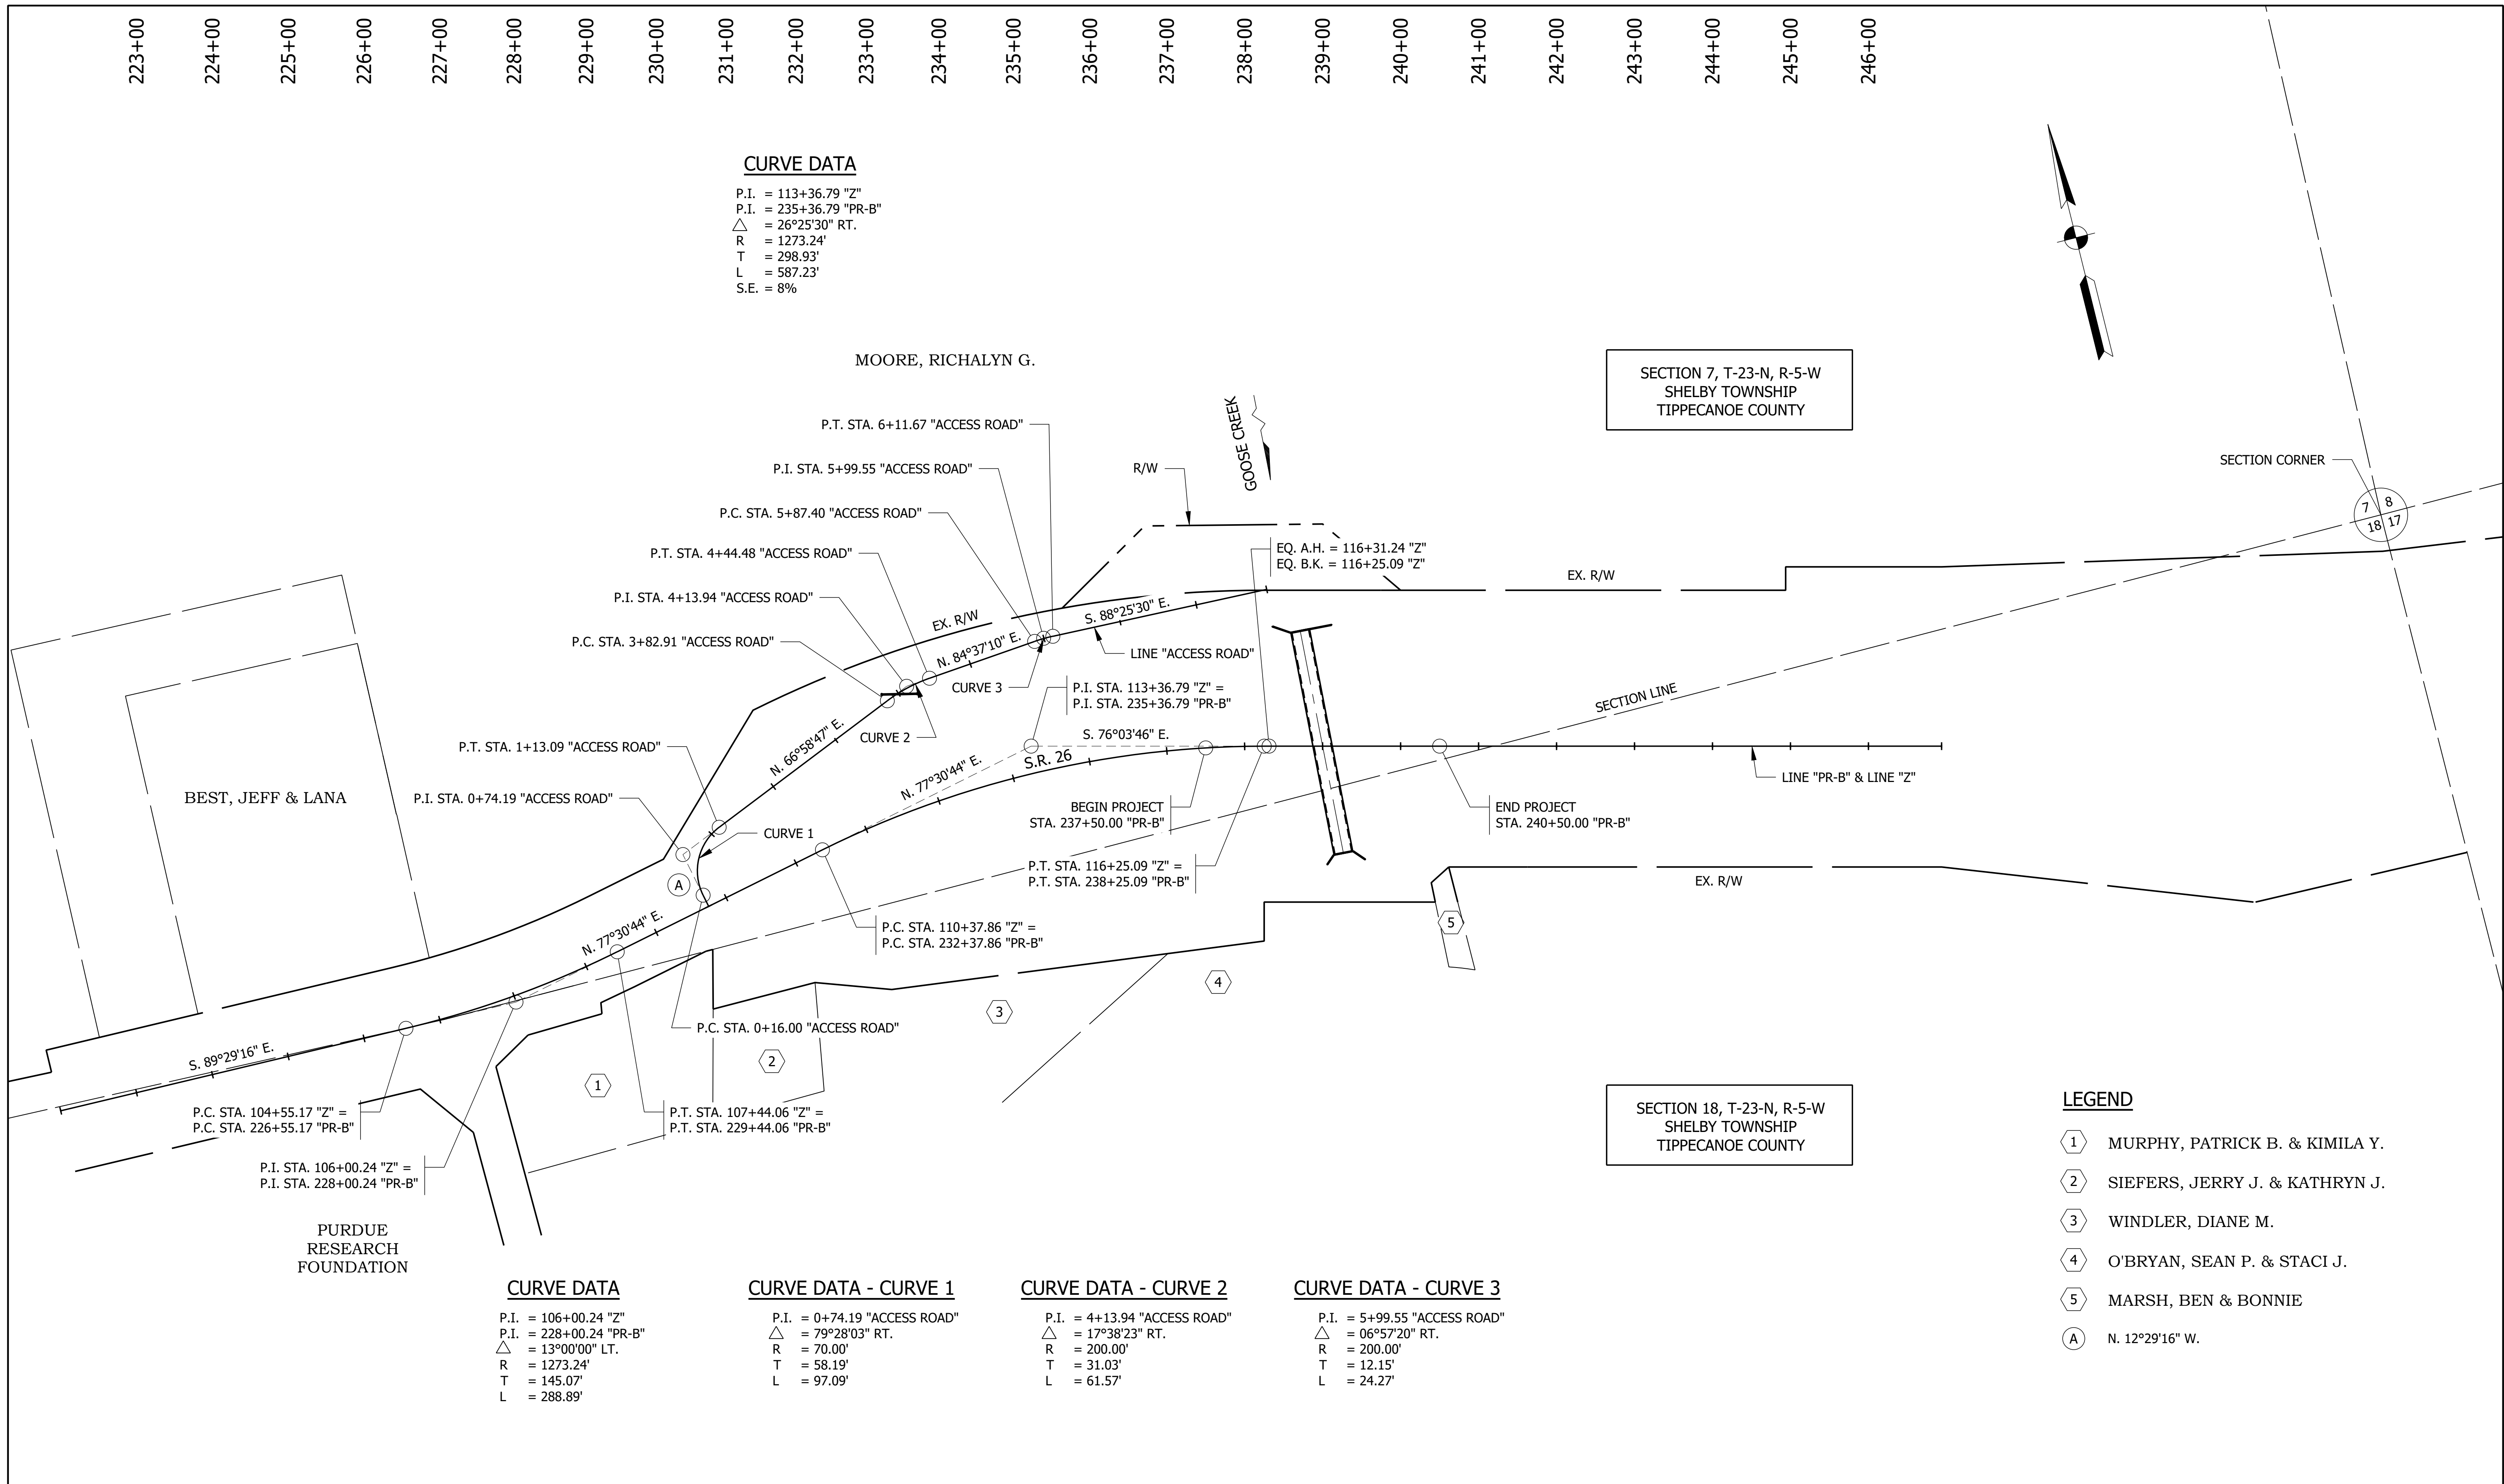 223+00
224+00
225+00
226+00
227+00
228+00
229+00
230+00
231+00
232+00
233+00
234+00
235+00
236+00
237+00
238+00
239+00
240+00
241+00
242+00
243+00
244+00
245+00
246+00
CURVE DATA
P.I. = 113+36.79 "Z"
P.I. = 235+36.79 "PR-B"
△ = 26°25'30" RT.
R = 1273.24'
T = 298.93'
L = 587.23'
S.E. = 8%
MOORE, RICHALYN G.
SECTION 7, T-23-N, R-5-W
SHELBY TOWNSHIP
TIPPECANOE COUNTY
GOOSE CREEK
P.T. STA. 6+11.67 "ACCESS ROAD"
P.I. STA. 5+99.55 "ACCESS ROAD"
R/W
SECTION CORNER
7 8
18 17
P.C. STA. 5+87.40 "ACCESS ROAD"
P.T. STA. 4+44.48 "ACCESS ROAD"
EQ. A.H. = 116+31.24 "Z"
EQ. B.K. = 116+25.09 "Z"
EX. R/W
P.I. STA. 4+13.94 "ACCESS ROAD"
EX. R/W
S. 88°25'30" E.
P.C. STA. 3+82.91 "ACCESS ROAD"
N. 84°37'10" E.
LINE "ACCESS ROAD"
CURVE 3
P.I. STA. 113+36.79 "Z" =
P.I. STA. 235+36.79 "PR-B"
SECTION LINE
CURVE 2
S. 76°03'46" E.
P.T. STA. 1+13.09 "ACCESS ROAD"
N. 66°58'47" E.
N. 77°30'44" E.
S.R. 26
LINE "PR-B" & LINE "Z"
BEST, JEFF & LANA
P.I. STA. 0+74.19 "ACCESS ROAD"
BEGIN PROJECT
STA. 237+50.00 "PR-B"
END PROJECT
STA. 240+50.00 "PR-B"
CURVE 1
P.T. STA. 116+25.09 "Z" =
P.T. STA. 238+25.09 "PR-B"
A
EX. R/W
N. 77°30'44" E.
P.C. STA. 110+37.86 "Z" =
P.C. STA. 232+37.86 "PR-B"
5
4
3
P.C. STA. 0+16.00 "ACCESS ROAD"
S. 89°29'16" E.
2
1
P.C. STA. 104+55.17 "Z" =
P.C. STA. 226+55.17 "PR-B"
P.T. STA. 107+44.06 "Z" =
P.T. STA. 229+44.06 "PR-B"
SECTION 18, T-23-N, R-5-W
SHELBY TOWNSHIP
TIPPECANOE COUNTY
P.I. STA. 106+00.24 "Z" =
P.I. STA. 228+00.24 "PR-B"
PURDUE
RESEARCH
FOUNDATION
LEGEND
1 MURPHY, PATRICK B. & KIMILA Y.
2 SIEFERS, JERRY J. & KATHRYN J.
3 WINDLER, DIANE M.
4 O'BRYAN, SEAN P. & STACI J.
5 MARSH, BEN & BONNIE
A N. 12°29'16" W.
CURVE DATA
P.I. = 106+00.24 "Z"
P.I. = 228+00.24 "PR-B"
△ = 13°00'00" LT.
R = 1273.24'
T = 145.07'
L = 288.89'
CURVE DATA - CURVE 1
P.I. = 0+74.19 "ACCESS ROAD"
△ = 79°28'03" RT.
R = 70.00'
T = 58.19'
L = 97.09'
CURVE DATA - CURVE 2
P.I. = 4+13.94 "ACCESS ROAD"
△ = 17°38'23" RT.
R = 200.00'
T = 31.03'
L = 61.57'
CURVE DATA - CURVE 3
P.I. = 5+99.55 "ACCESS ROAD"
△ = 06°57'20" RT.
R = 200.00'
T = 12.15'
L = 24.27'